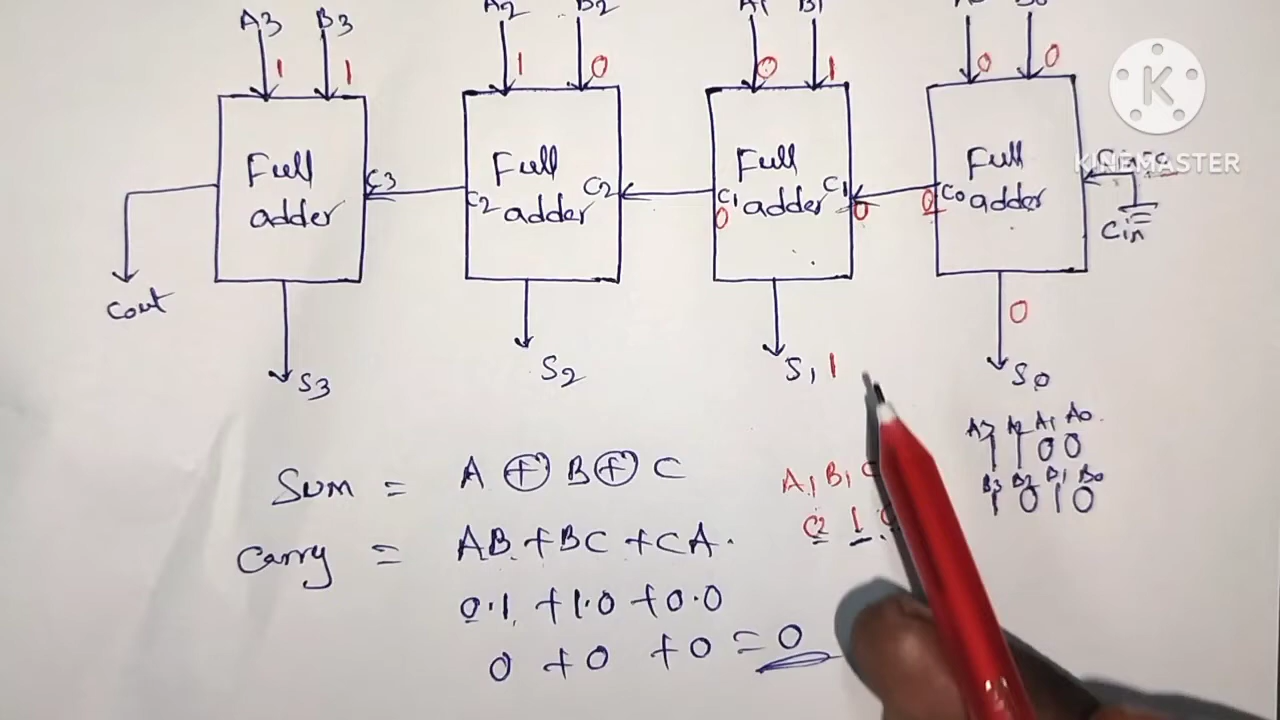 A3 B3 A2 B2 A1 B1
1 1 1 0 0 1 0 0
Full adder
Full adder
Full adder
Full adder
C3 C2 C2 C1 C1 C0
0 0 0
Cin
Cout
0
S3 S2 S1 1 S0
A3 A2 A1 A0
1 1 0 0
B3 B2 B1 B0
1 0 1 0
Sum = A ⊕ B ⊕ C
A1 B1 C
Carry = AB + BC + CA.
0.1 + 1.0 + 0.0
0 + 0 + 0 = 0
K
KINEMASTER